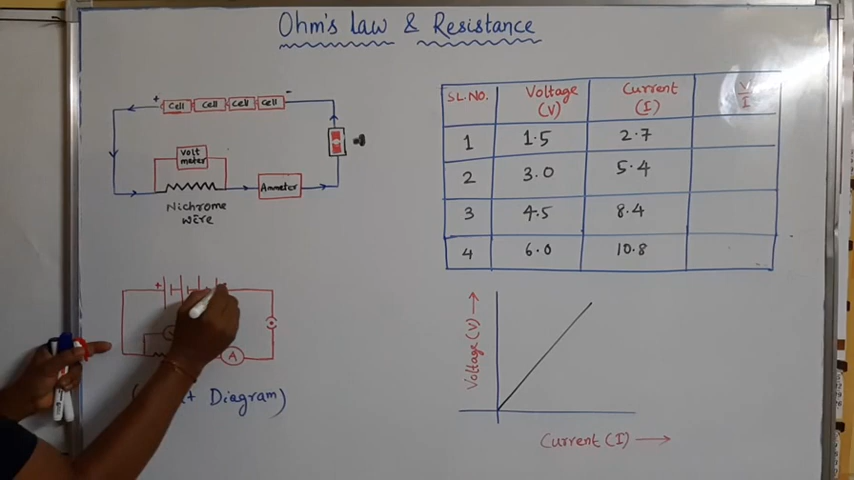 Ohm's Law & Resistance
+ -
Cell Cell Cell Cell
Volt
meter
Ammeter
Nichrome
Wire
SL.NO. Voltage (V) Current (I) V/I
1 1.5 2.7
2 3.0 5.4
3 4.5 8.4
4 6.0 10.8
+
A
Diagram)
Voltage (V) →
Current (I) →